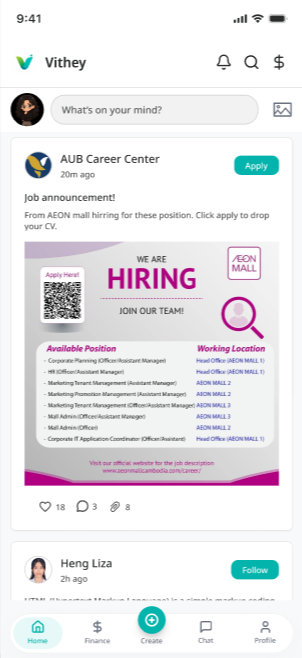 9:41
Vithey
What's on your mind?
AUB Career Center
20m ago
Apply
Job announcement!
From AEON mall hirring for these position. Click apply to drop
your CV.
Apply Here!
WE ARE
HIRING
JOIN OUR TEAM!
ÆON
MALL
Available Position Working Location
- Corporate Planning (Officer/Assistant Manager) Head Office (AEON MALL 1)
- HR (Officer/Assistant Manager) Head Office (AEON MALL 1)
- Marketing Tenant Management (Assistant Manager) AEON MALL 2
- Marketing Promotion Management (Assistant Manager) AEON MALL 2
- Marketing Tenant Management (Officer/Assistant Manager) AEON MALL 3
- Mall Admin (Officer/Assistant Manager) AEON MALL 3
- Mall Admin (Officer) AEON MALL 2
- Corporate IT Application Coordinator (Officer/Assistant) Head Office (AEON MALL 1)
Visit our official website for the job description
www.aeonmallcambodia.com/career/
18 3 8
Heng Liza
2h ago
Follow
HTML (Hypertext Markup Language) is a simple markup coding
Home Finance Create Chat Profile